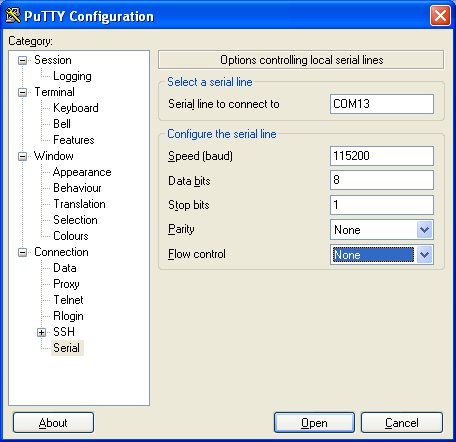 PuTTY Configuration
Category:
Session
Logging
Terminal
Keyboard
Bell
Features
Window
Appearance
Behaviour
Translation
Selection
Colours
Connection
Data
Proxy
Telnet
Rlogin
SSH
Serial
Options controlling local serial lines
Select a serial line
Serial line to connect to COM13
Configure the serial line
Speed (baud) 115200
Data bits 8
Stop bits 1
Parity None
Flow control None
About Open Cancel